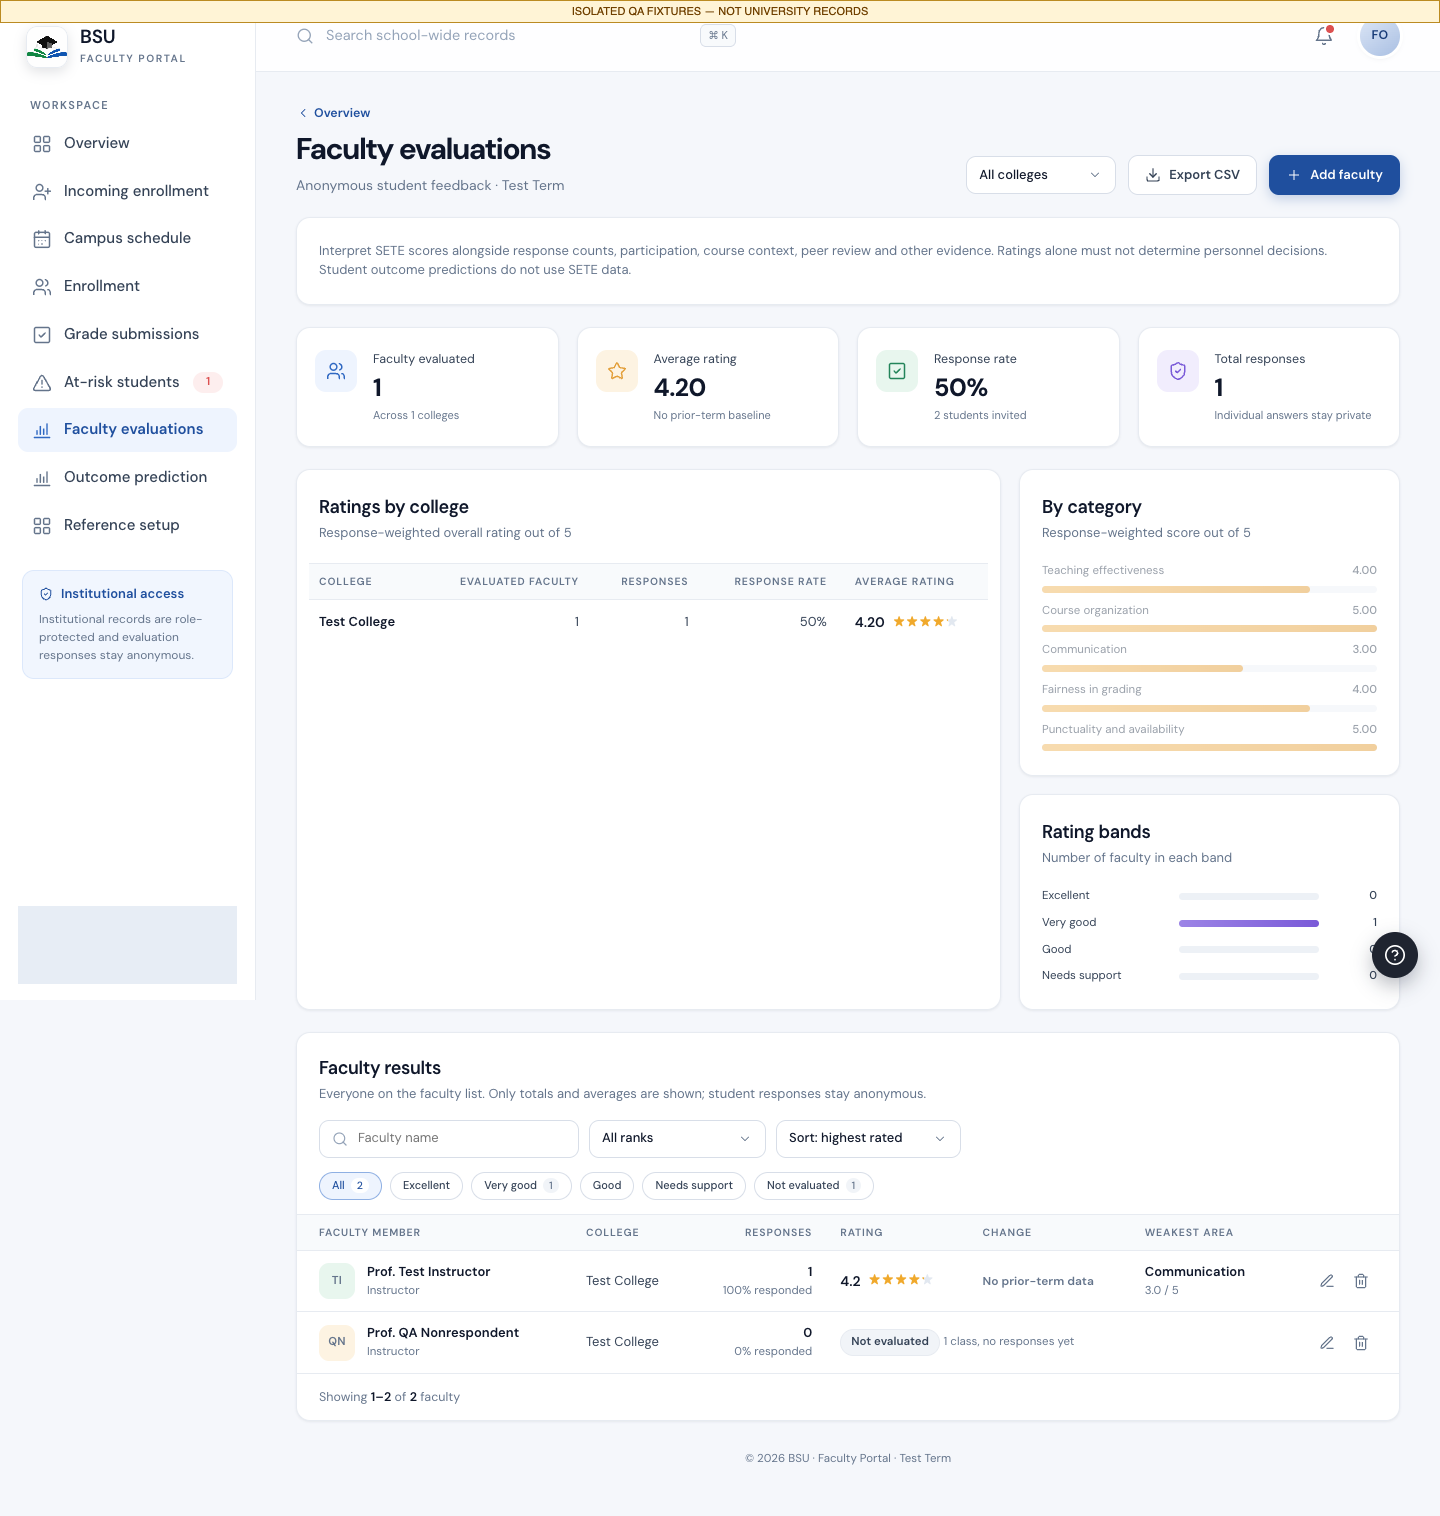 ISOLATED QA FIXTURES — NOT UNIVERSITY RECORDS
BSU
FACULTY PORTAL
Search school-wide records
⌘ K
FO
WORKSPACE
Overview
Incoming enrollment
Campus schedule
Enrollment
Grade submissions
At-risk students 1
Faculty evaluations
Outcome prediction
Reference setup
Institutional access
Institutional records are role-
protected and evaluation
responses stay anonymous.
Overview
Faculty evaluations
Anonymous student feedback · Test Term
All colleges
Export CSV
Add faculty
Interpret SETE scores alongside response counts, participation, course context, peer review and other evidence. Ratings alone must not determine personnel decisions.
Student outcome predictions do not use SETE data.
Faculty evaluated
1
Across 1 colleges
Average rating
4.20
No prior-term baseline
Response rate
50%
2 students invited
Total responses
1
Individual answers stay private
Ratings by college
Response-weighted overall rating out of 5
COLLEGE EVALUATED FACULTY RESPONSES RESPONSE RATE AVERAGE RATING
Test College 1 1 50% 4.20
By category
Response-weighted score out of 5
Teaching effectiveness 4.00
Course organization 5.00
Communication 3.00
Fairness in grading 4.00
Punctuality and availability 5.00
Rating bands
Number of faculty in each band
Excellent 0
Very good 1
Good
Needs support 0
Faculty results
Everyone on the faculty list. Only totals and averages are shown; student responses stay anonymous.
Faculty name
All ranks
Sort: highest rated
All 2
Excellent
Very good 1
Good
Needs support
Not evaluated 1
FACULTY MEMBER COLLEGE RESPONSES RATING CHANGE WEAKEST AREA
TI Prof. Test Instructor Test College 1 4.2 No prior-term data Communication
Instructor 100% responded 3.0 / 5
QN Prof. QA Nonrespondent Test College 0 Not evaluated 1 class, no responses yet
Instructor 0% responded
Showing 1–2 of 2 faculty
© 2026 BSU · Faculty Portal · Test Term